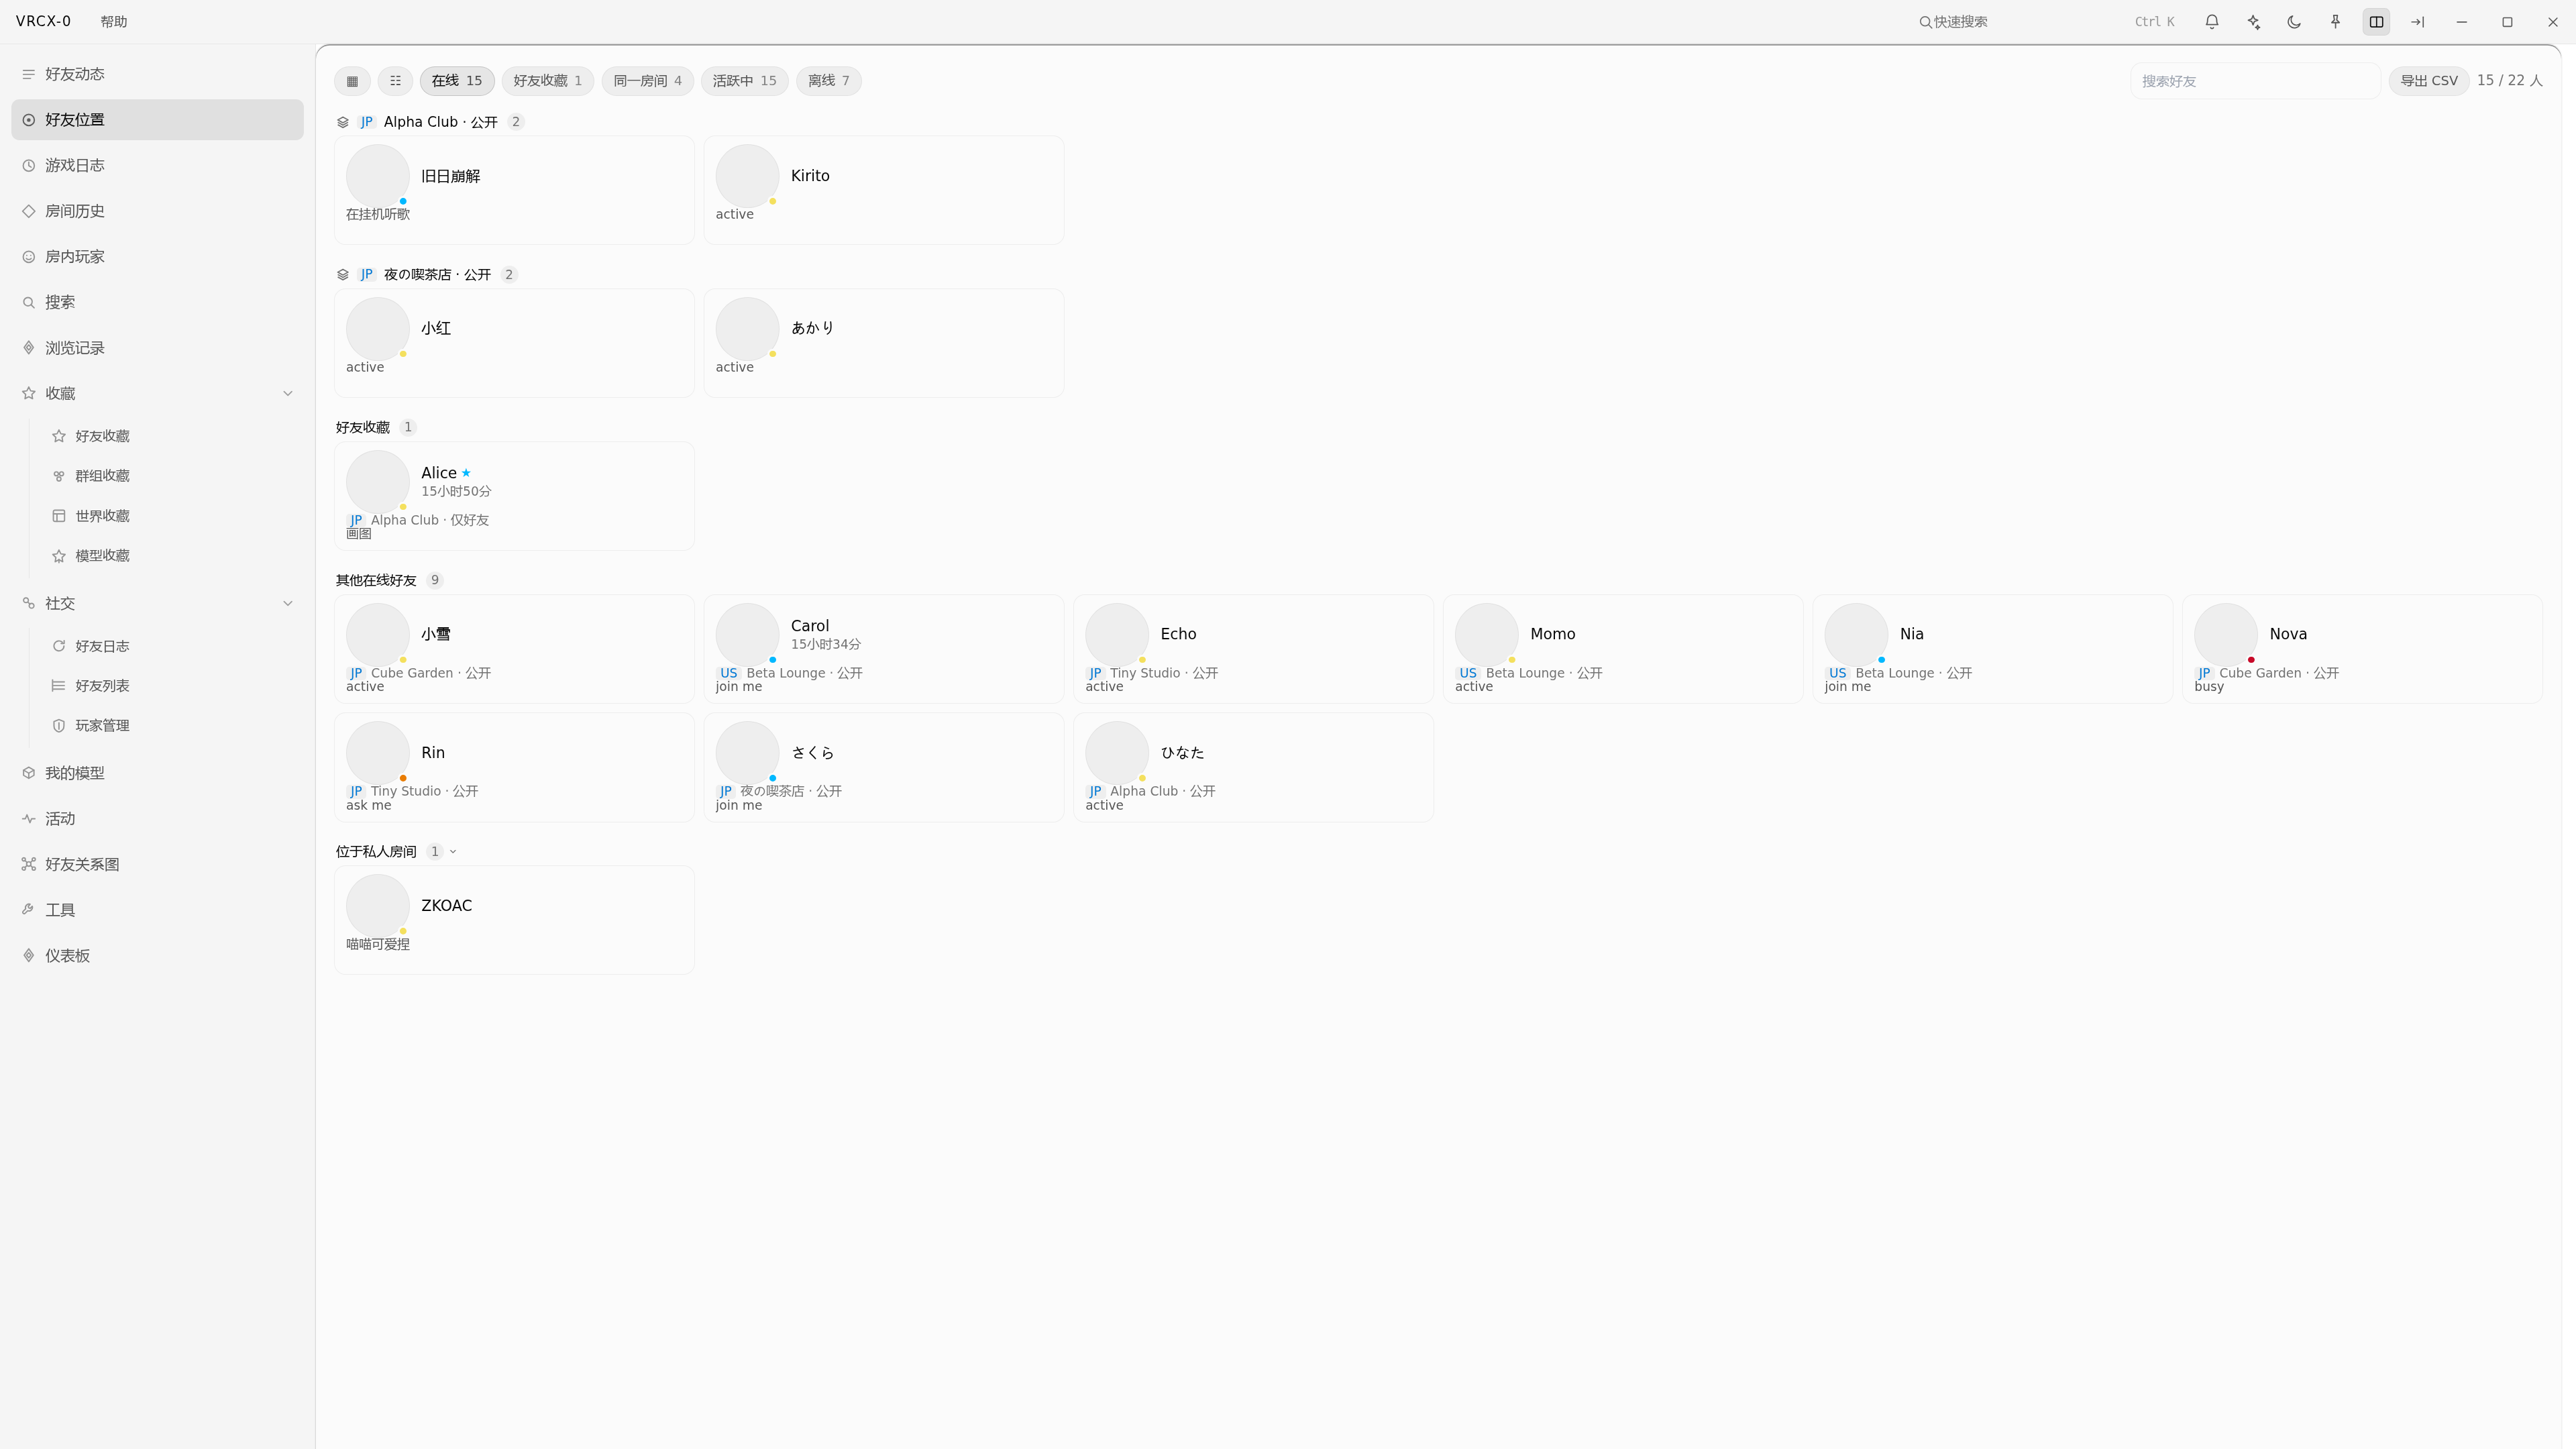 VRCX-0 帮助 快速搜索 Ctrl K
好友动态
好友位置
游戏日志
房间历史
房内玩家
搜索
浏览记录
收藏
好友收藏
群组收藏
世界收藏
模型收藏
社交
好友日志
好友列表
玩家管理
我的模型
活动
好友关系图
工具
仪表板
在线 15 好友收藏 1 同一房间 4 活跃中 15 离线 7 搜索好友 导出 CSV 15 / 22 人
JP Alpha Club · 公开 2
旧日崩解
在挂机听歌
Kirito
active
JP 夜の喫茶店 · 公开 2
小红
active
あかり
active
好友收藏 1
Alice ★
15小时50分
JP Alpha Club · 仅好友
画图
其他在线好友 9
小雪
JP Cube Garden · 公开
active
Carol
15小时34分
US Beta Lounge · 公开
join me
Echo
JP Tiny Studio · 公开
active
Momo
US Beta Lounge · 公开
active
Nia
US Beta Lounge · 公开
join me
Nova
JP Cube Garden · 公开
busy
Rin
JP Tiny Studio · 公开
ask me
さくら
JP 夜の喫茶店 · 公开
join me
ひなた
JP Alpha Club · 公开
active
位于私人房间 1
ZKOAC
喵喵可爱捏